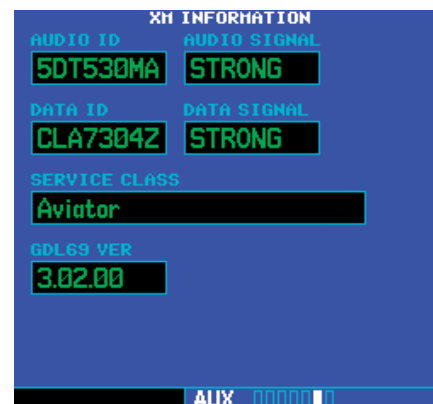 XM INFORMATION
AUDIO ID AUDIO SIGNAL
5DT530MA STRONG
DATA ID DATA SIGNAL
CLA7304Z STRONG
SERVICE CLASS
Aviator
GDL69 VER
3.02.00
AUX